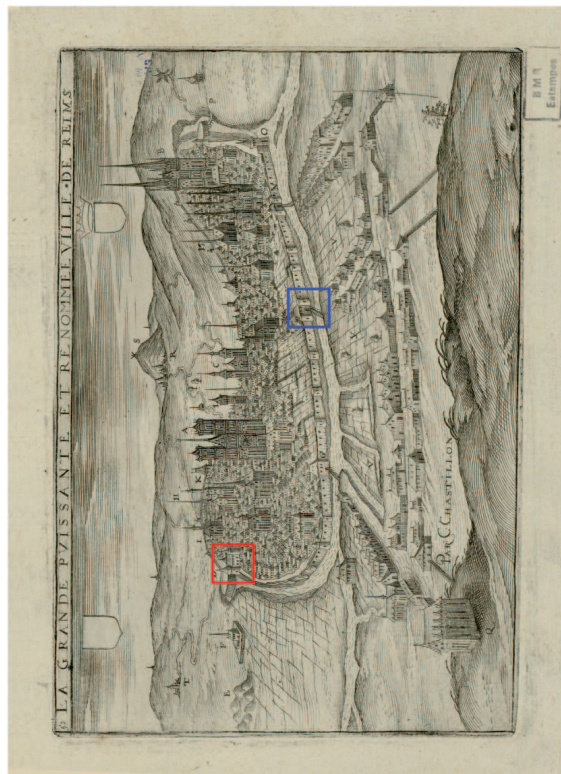 LA GRANDE PVISSANTE ET RENOMMEE VILLE · DE REIMS
B M R
Estampes
S
R
B
P
O
A
H
K
I
T
E
F
Q
PAR C. CHASTILLON